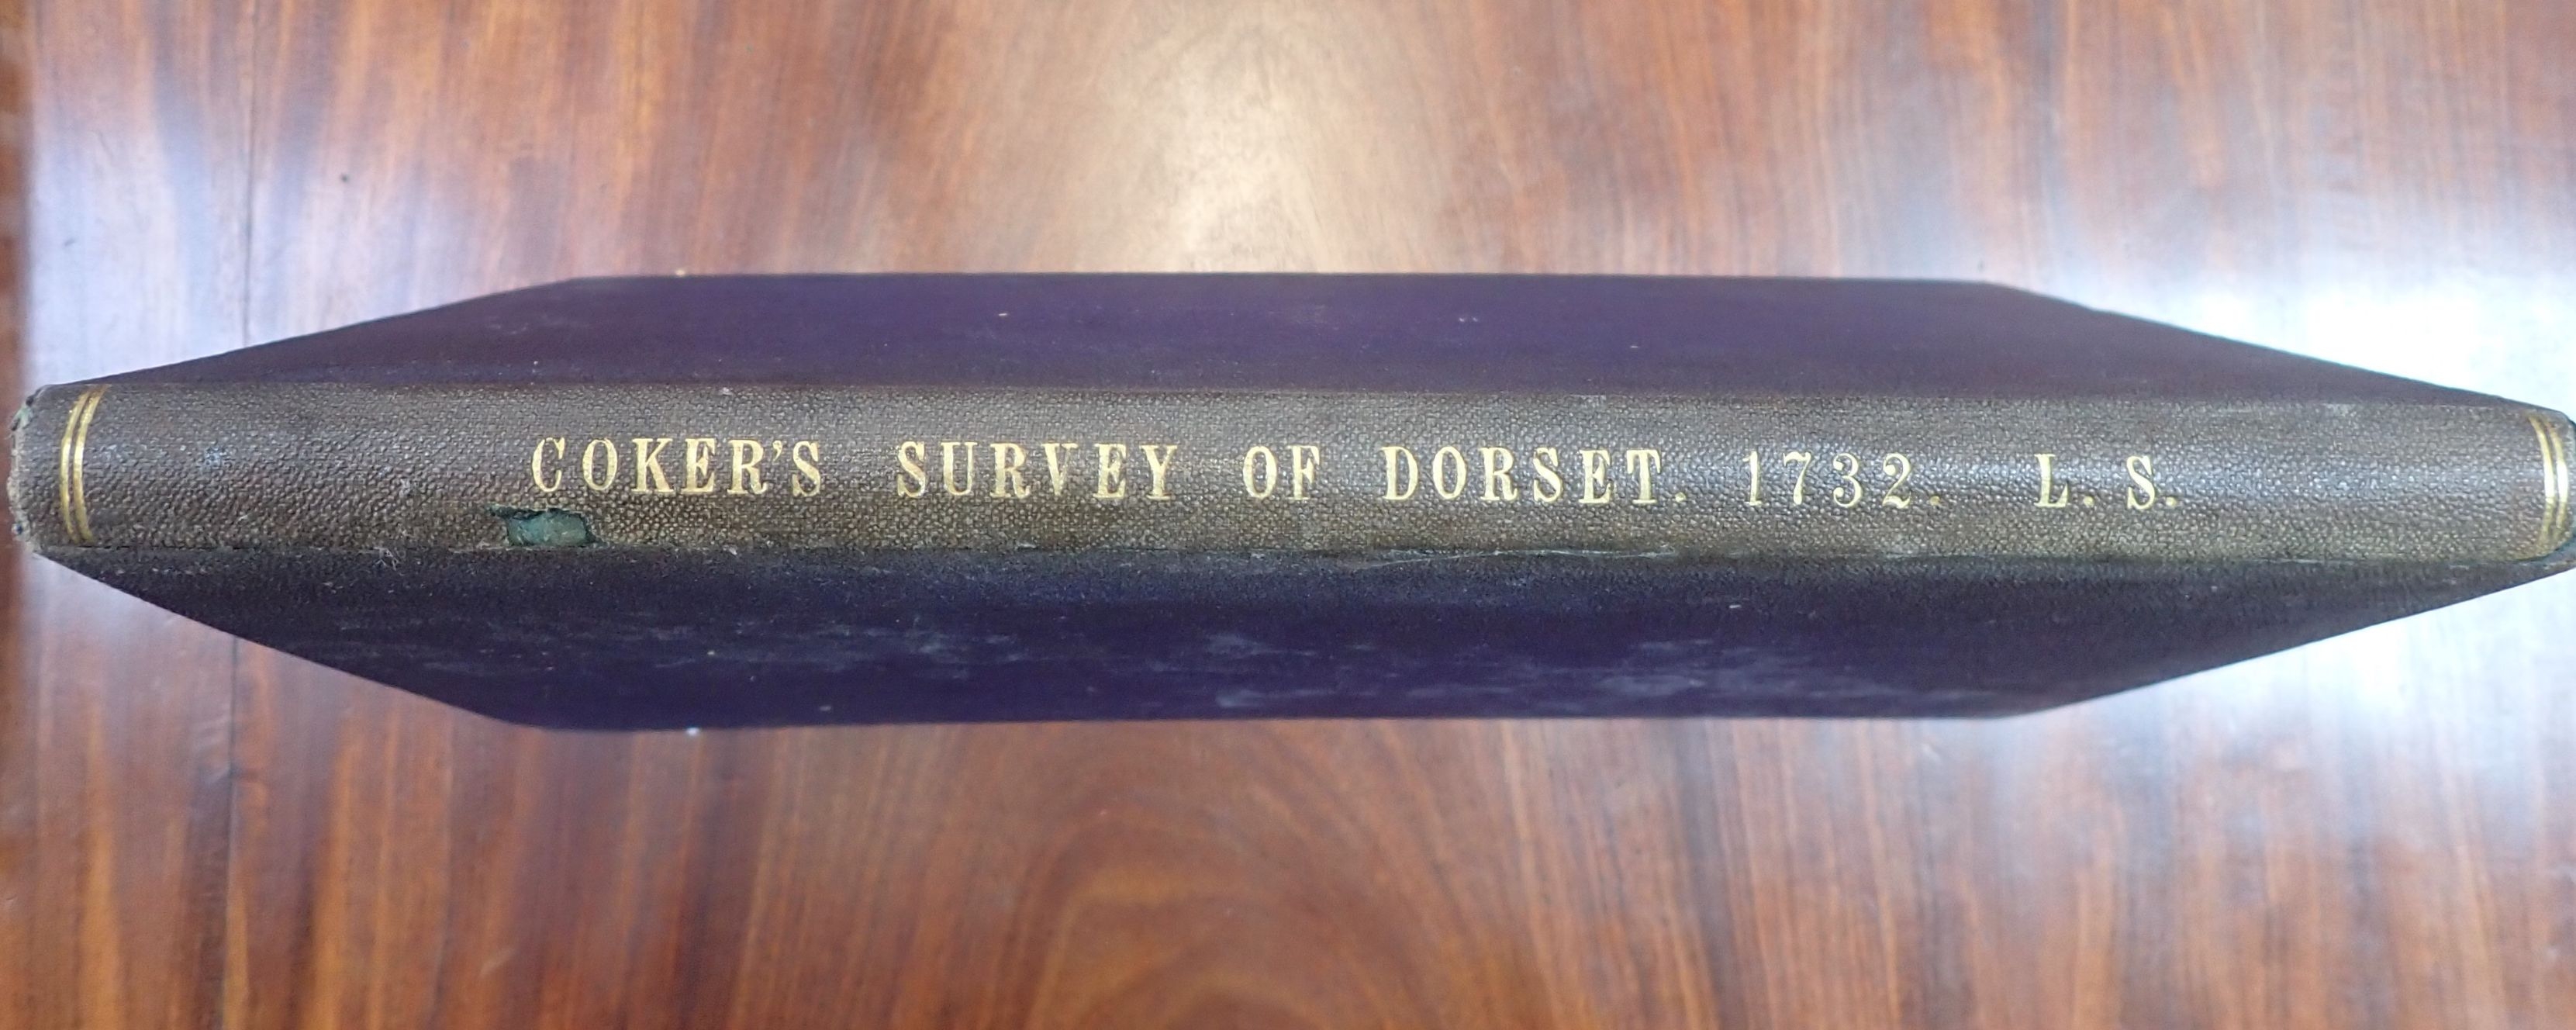 COKER'S SURVEY OF DORSET. 1732. L. S.